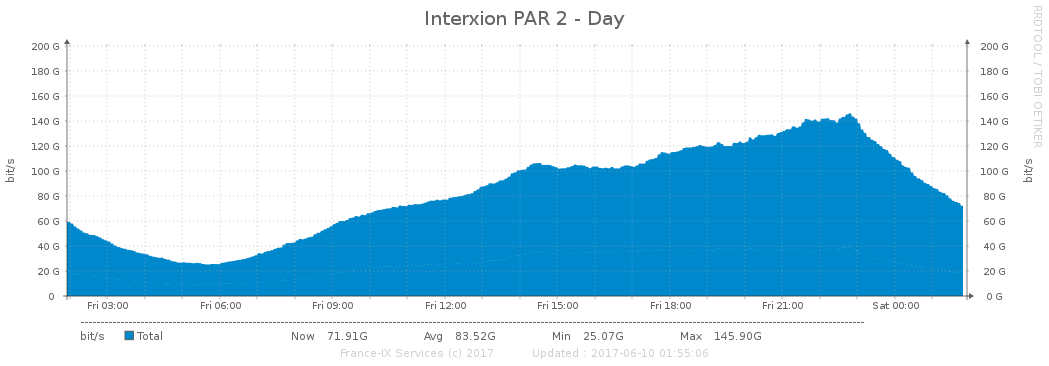 Interxion PAR 2 - Day
RRDTOOL / TOBI OETIKER
bit/s
200 G 200 G
180 G 180 G
160 G 160 G
140 G 140 G
120 G 120 G
100 G 100 G
80 G 80 G
60 G 60 G
40 G 40 G
20 G 20 G
0 0 G
bit/s
Fri 03:00 Fri 06:00 Fri 09:00 Fri 12:00 Fri 15:00 Fri 18:00 Fri 21:00 Sat 00:00
bit/s Total Now 71.91G Avg 83.52G Min 25.07G Max 145.90G
France-IX Services (c) 2017 Updated : 2017-06-10 01:55:06